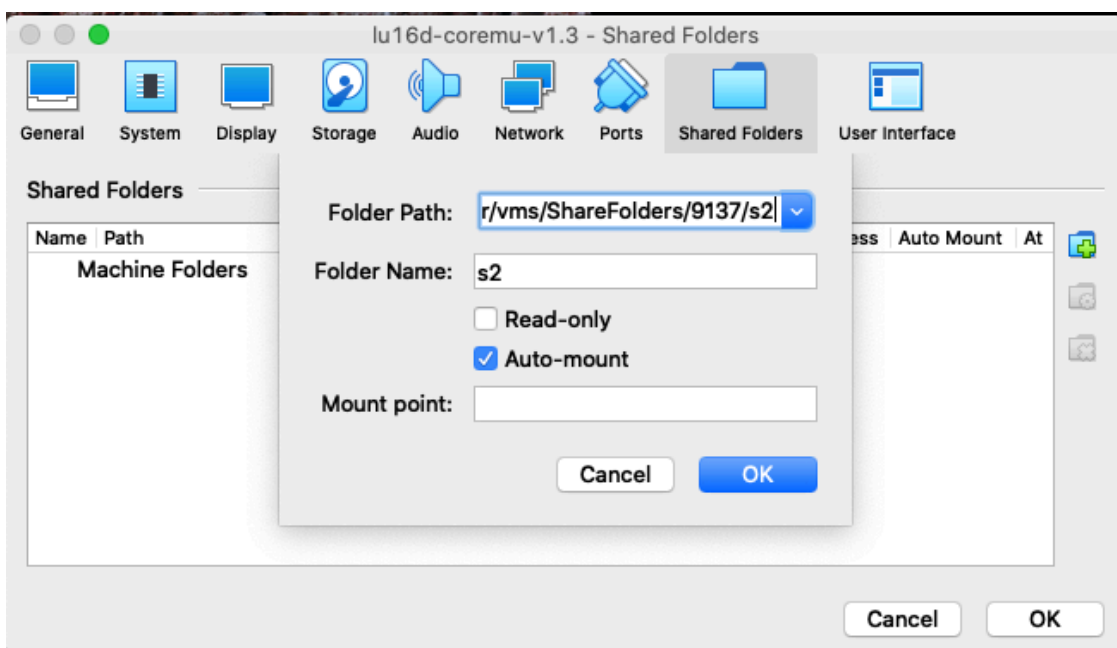 lu16d-coremu-v1.3 - Shared Folders
General System Display Storage Audio Network Ports Shared Folders User Interface
Shared Folders
Folder Path: r/vms/ShareFolders/9137/s2
Name Path ess Auto Mount At
Machine Folders
Folder Name: s2
Read-only
Auto-mount
Mount point:
Cancel OK
Cancel OK